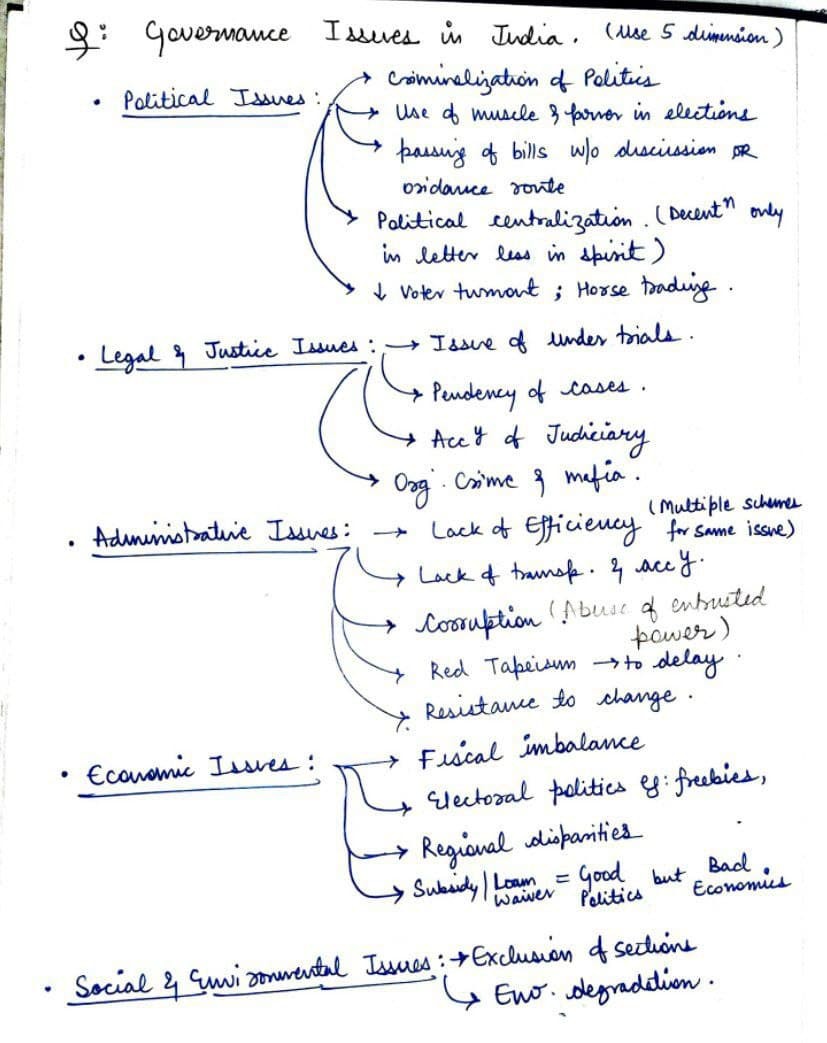 Q: Governance Issues in India. (Use 5 dimension)
• Political Issues: → Criminalization of Politics
→ Use of muscle & power in elections
→ passing of bills w/o discussion OR
oridance route
→ Political centralization. (Decentⁿ only
in letter less in spirit)
→ ↓ Voter turnout ; Horse trading.
• Legal & Justice Issues: → Issue of under trials.
→ Pendency of cases.
→ Accy of Judiciary
→ Org. Crime & mafia.
• Administrative Issues: → Lack of Efficiency (Multiple schemes
for same issue)
→ Lack of transp. & accy.
→ Corruption (Abuse of entrusted
power)
→ Red Tapeism → to delay.
→ Resistance to change.
• Economic Issues: → Fiscal imbalance
→ Electoral politics eg: freebies,
→ Regional disparities
→ Subsidy | Loan Waiver = Good Politics but Bad Economics
• Social & Environmental Issues: → Exclusion of sections
→ Env. degradation.